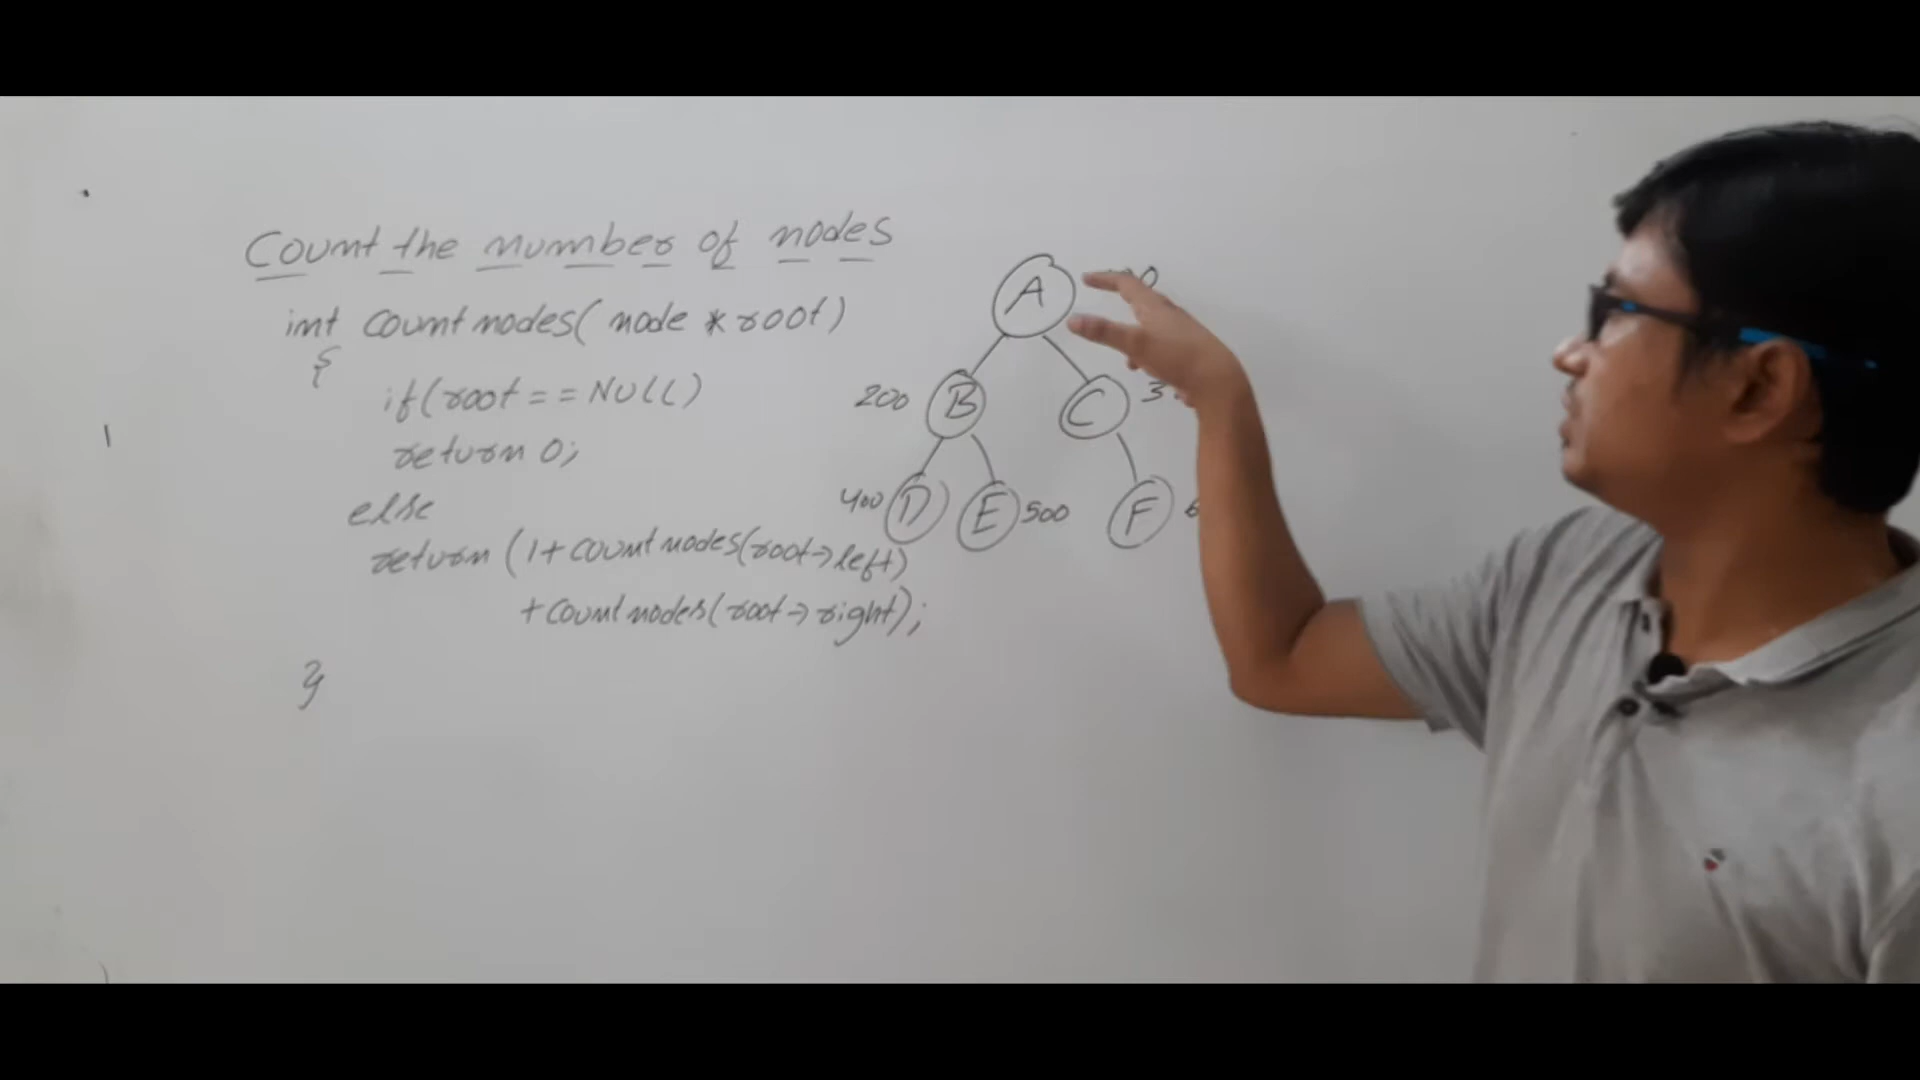 Count the number of nodes
int countnodes( node *root)
{
if(root == NULL)
return 0;
else
return (1+countnodes(root->left)
+countnodes(root->right);
}
A
200 B C
400 D E 500 F